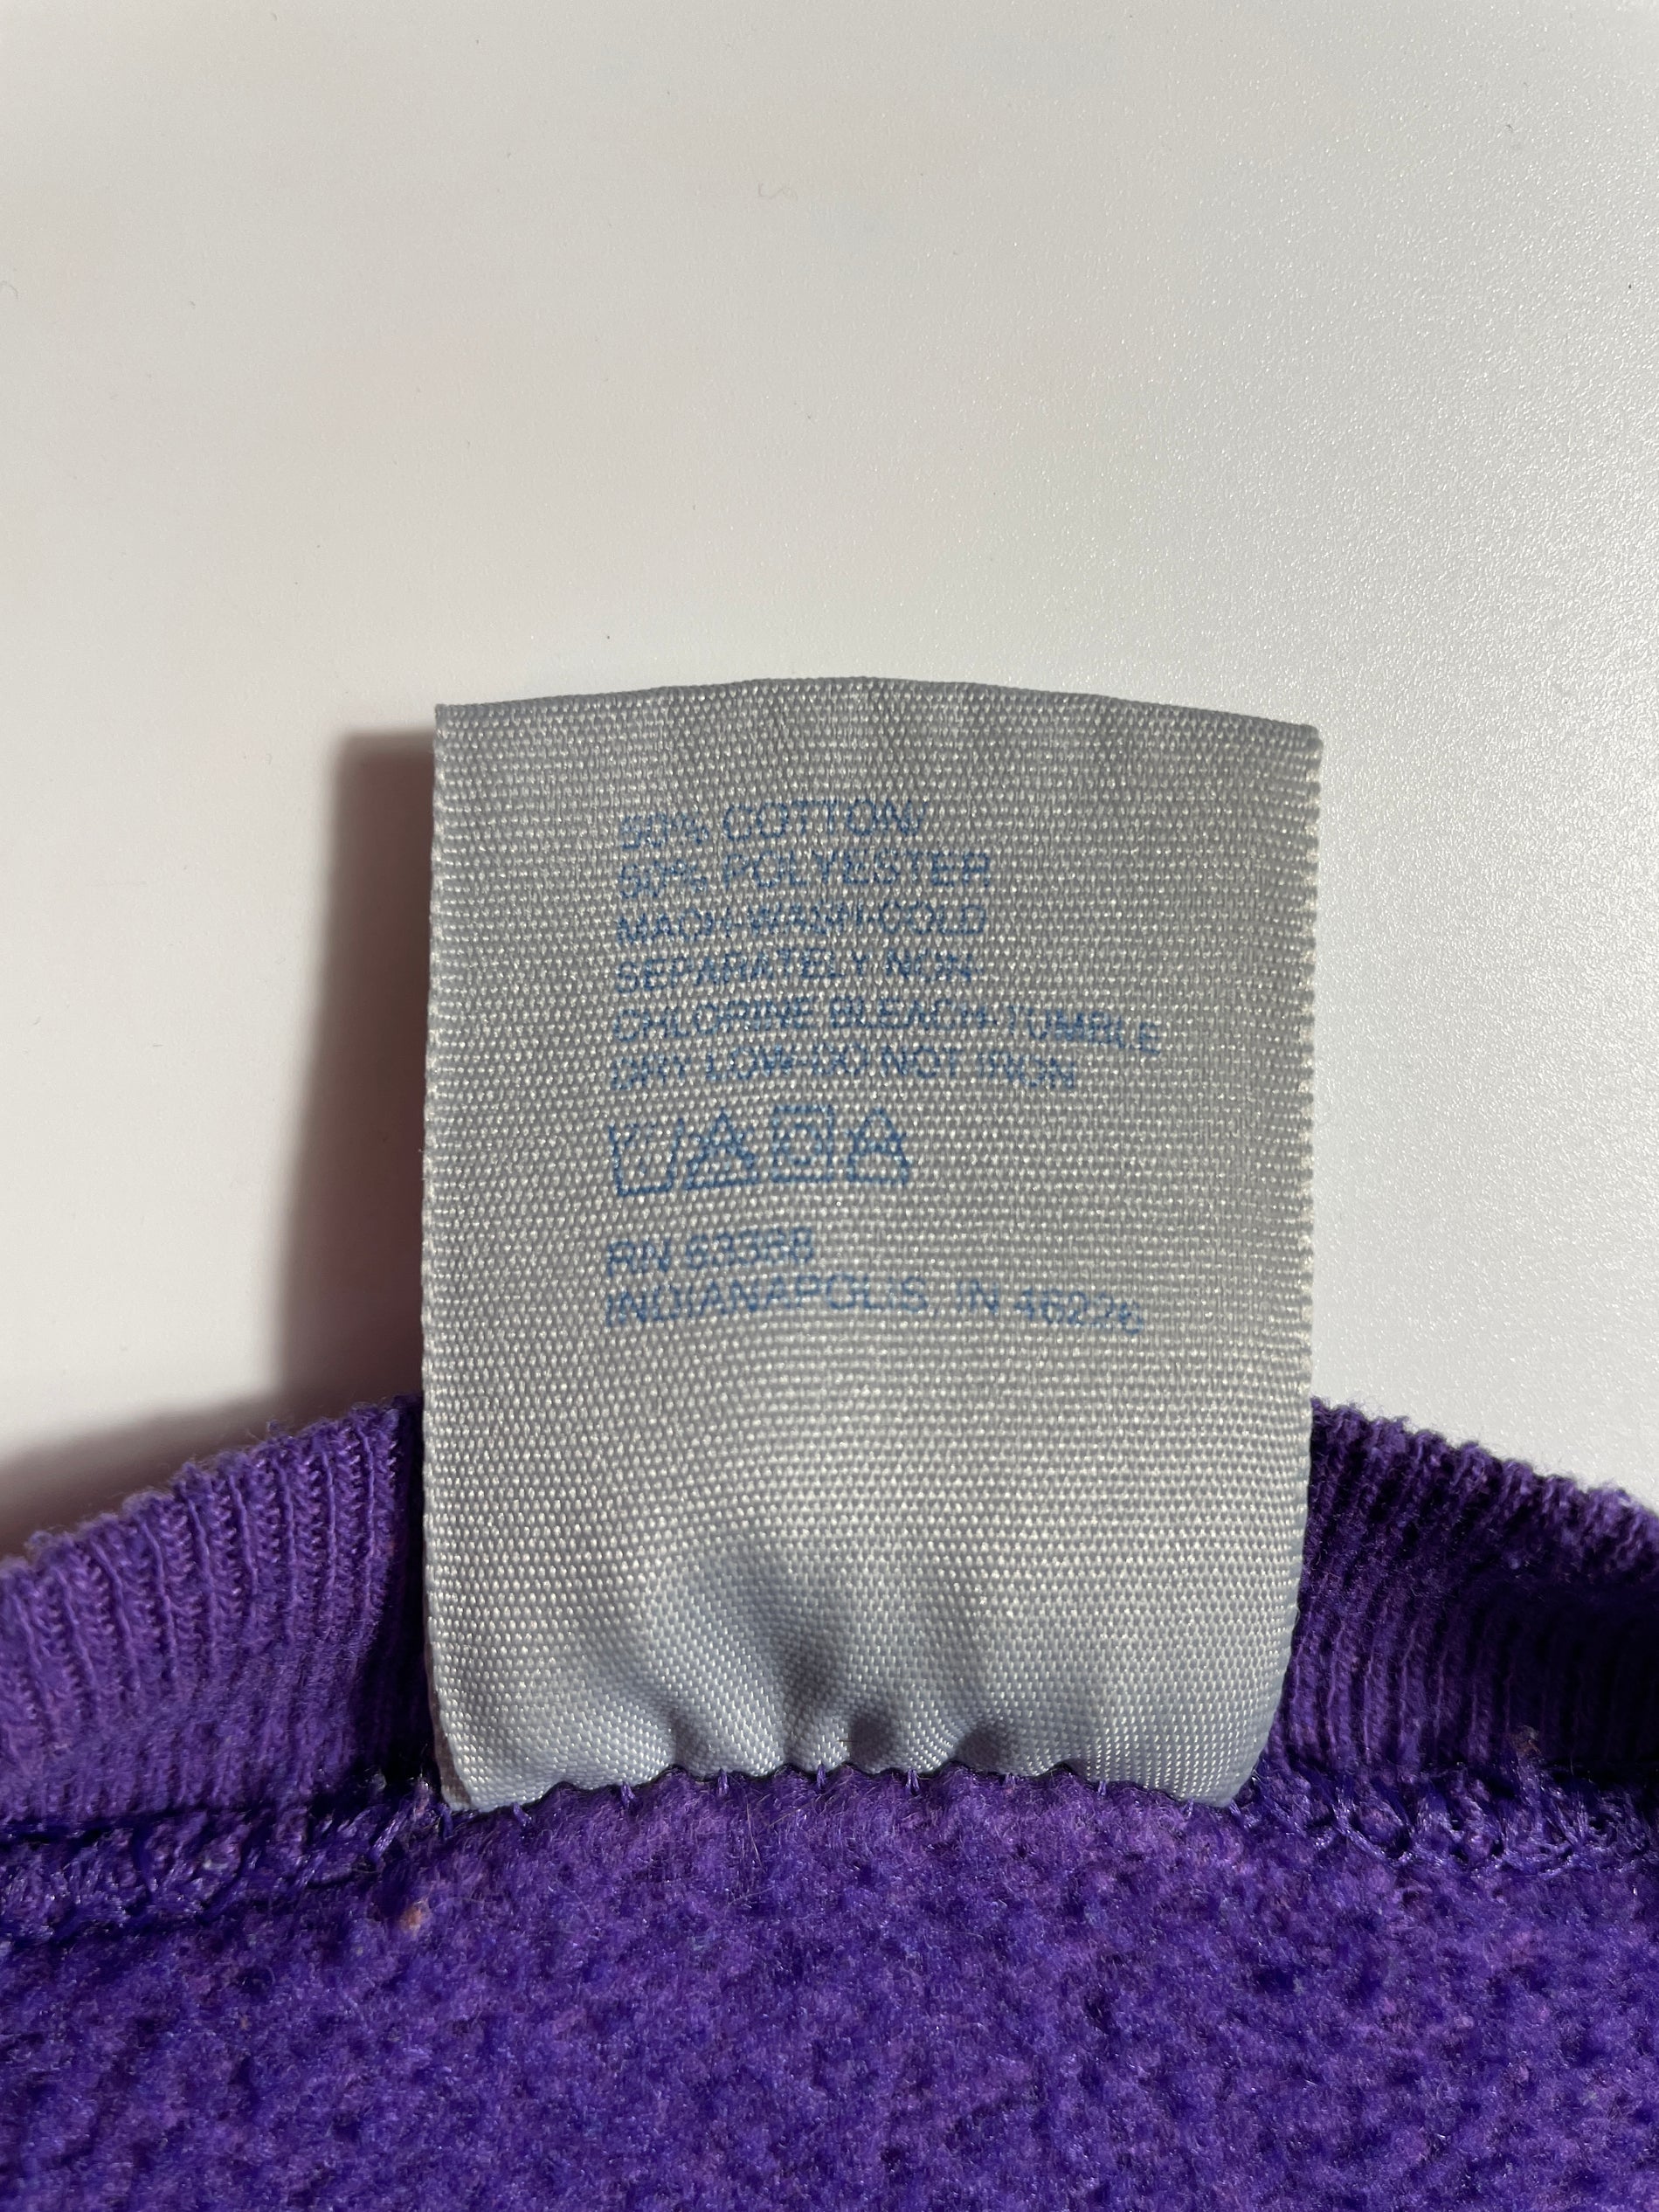 50% COTTON/
50% POLYESTER
MACH-WASH-COLD
SEPARATELY NON-
CHLORINE BLEACH-TUMBLE
DRY LOW-DO NOT IRON
RN 63388
INDIANAPOLIS IN 46226